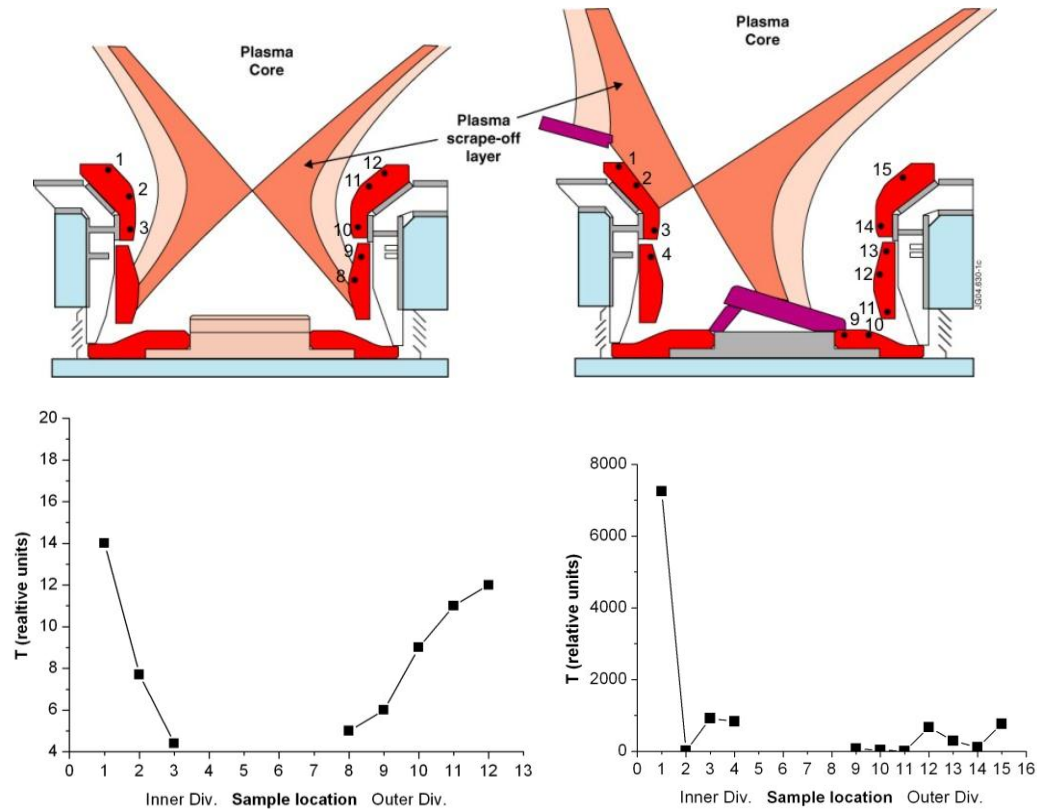 Plasma
Core
Plasma
Core
Plasma
scrape-off
layer
1
2
3
12
11
10
9
8
1
2
3
4
15
14
13
12
11
10
9
JG04.630-1c
20
18
16
14
12
10
8
6
4
T (realtive units)
0 1 2 3 4 5 6 7 8 9 10 11 12 13
Inner Div. Sample location Outer Div.
8000
6000
4000
2000
0
T (relative units)
0 1 2 3 4 5 6 7 8 9 10 11 12 13 14 15 16
Inner Div. Sample location Outer Div.